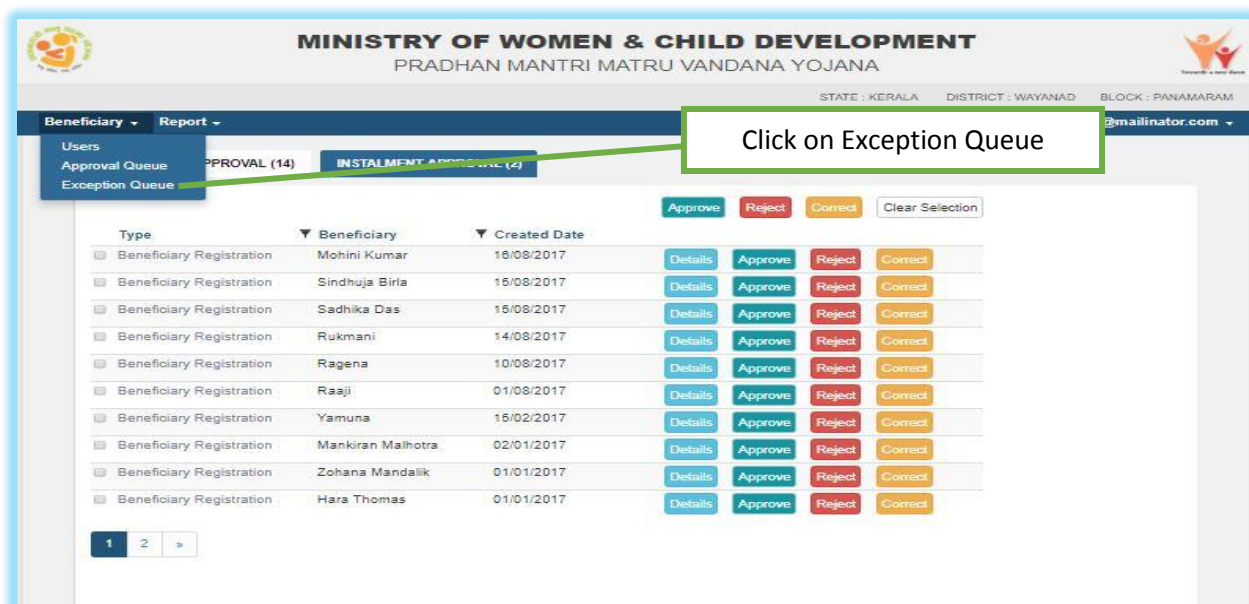 MINISTRY OF WOMEN & CHILD DEVELOPMENT
PRADHAN MANTRI MATRU VANDANA YOJANA
STATE : KERALA DISTRICT : WAYANAD BLOCK : PANAMARAM
Beneficiary Report @mailinator.com
Click on Exception Queue
Users
Approval Queue PPROVAL (14) INSTALMENT APPROVAL (2)
Exception Queue
Approve Reject Correct Clear Selection
Type Beneficiary Created Date
Beneficiary Registration Mohini Kumar 16/08/2017 Details Approve Reject Correct
Beneficiary Registration Sindhuja Birla 15/08/2017 Details Approve Reject Correct
Beneficiary Registration Sadhika Das 15/08/2017 Details Approve Reject Correct
Beneficiary Registration Rukmani 14/08/2017 Details Approve Reject Correct
Beneficiary Registration Ragena 10/08/2017 Details Approve Reject Correct
Beneficiary Registration Raaji 01/08/2017 Details Approve Reject Correct
Beneficiary Registration Yamuna 15/02/2017 Details Approve Reject Correct
Beneficiary Registration Mankiran Malhotra 02/01/2017 Details Approve Reject Correct
Beneficiary Registration Zohana Mandalik 01/01/2017 Details Approve Reject Correct
Beneficiary Registration Hara Thomas 01/01/2017 Details Approve Reject Correct
1 2 »